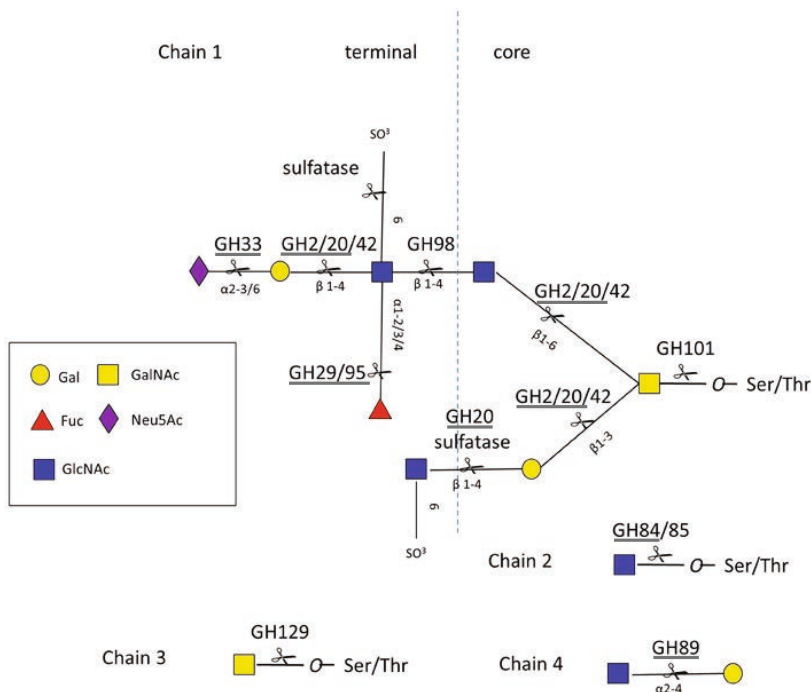 Chain 1
terminal
core
SO³
sulfatase
6
GH33
GH2/20/42
GH98
α2-3/6
β 1-4
β 1-4
α1-2/3/4
GH2/20/42
β1-6
GH101
O
Ser/Thr
Gal
GalNAc
Fuc
Neu5Ac
GlcNAc
GH29/95
GH2/20/42
β1-3
GH20
sulfatase
β 1-4
6
SO³
Chain 2
GH84/85
O
Ser/Thr
Chain 3
GH129
O
Ser/Thr
Chain 4
GH89
α2-4